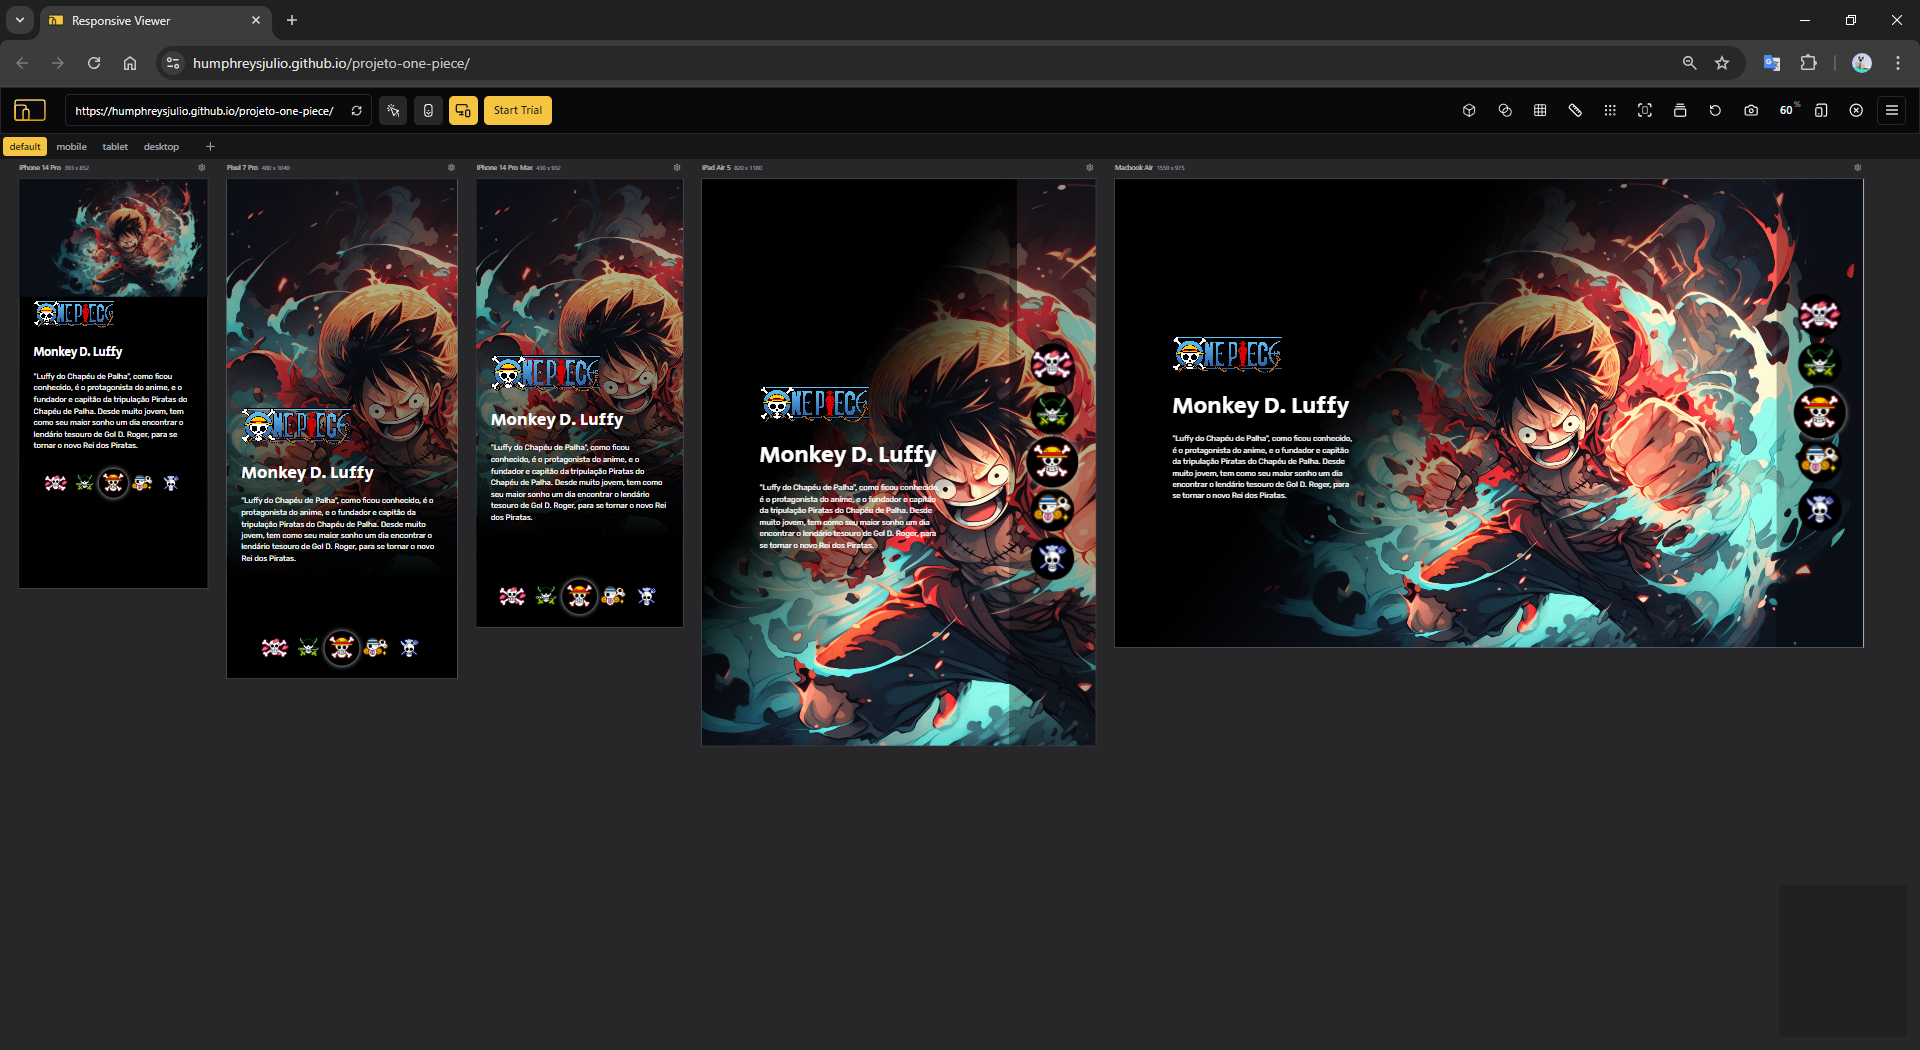 Responsive Viewer
humphreysjulio.github.io/projeto-one-piece/
https://humphreysjulio.github.io/projeto-one-piece/
Start Trial
60 %
default
mobile
tablet
desktop
iPhone 14 Pro 393 x 852
ONE PIECE
Monkey D. Luffy
"Luffy do Chapéu de Palha", como ficou
conhecido, é o protagonista do anime, e o
fundador e capitão da tripulação Piratas do
Chapéu de Palha. Desde muito jovem, tem
como seu maior sonho um dia encontrar o
lendário tesouro de Gol D. Roger, para se
tornar o novo Rei dos Piratas.
Pixel 7 Pro 480 x 1040
ONE PIECE
Monkey D. Luffy
"Luffy do Chapéu de Palha", como ficou conhecido, é o
protagonista do anime, e o fundador e capitão da
tripulação Piratas do Chapéu de Palha. Desde muito
jovem, tem como seu maior sonho um dia encontrar o
lendário tesouro de Gol D. Roger, para se tornar o novo
Rei dos Piratas.
iPhone 14 Pro Max 430 x 932
ONE PIECE
Monkey D. Luffy
"Luffy do Chapéu de Palha", como ficou
conhecido, é o protagonista do anime, e o
fundador e capitão da tripulação Piratas do
Chapéu de Palha. Desde muito jovem, tem como
seu maior sonho um dia encontrar o lendário
tesouro de Gol D. Roger, para se tornar o novo Rei
dos Piratas.
iPad Air 5 820 x 1180
ONE PIECE
Monkey D. Luffy
"Luffy do Chapéu de Palha", como ficou conhecido,
é o protagonista do anime, e o fundador e capitão
da tripulação Piratas do Chapéu de Palha. Desde
muito jovem, tem como seu maior sonho um dia
encontrar o lendário tesouro de Gol D. Roger, para
se tornar o novo Rei dos Piratas.
Macbook Air 1559 x 975
ONE PIECE
Monkey D. Luffy
"Luffy do Chapéu de Palha", como ficou conhecido,
é o protagonista do anime, e o fundador e capitão
da tripulação Piratas do Chapéu de Palha. Desde
muito jovem, tem como seu maior sonho um dia
encontrar o lendário tesouro de Gol D. Roger, para
se tornar o novo Rei dos Piratas.